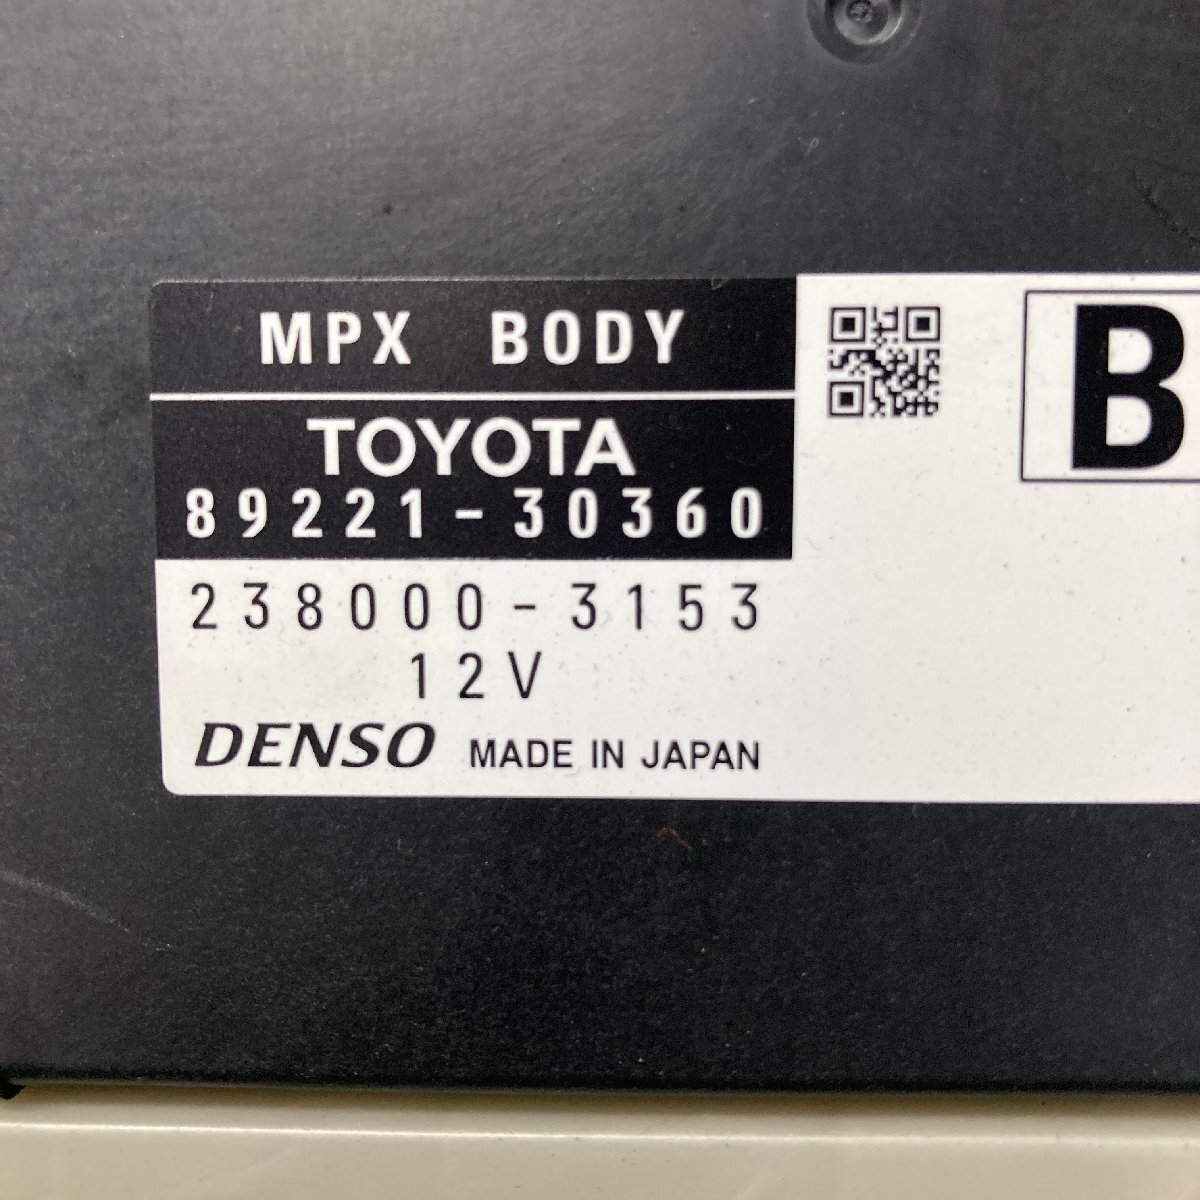 MPX BODY
TOYOTA
89221-30360
238000-3153
12V
DENSO MADE IN JAPAN
B